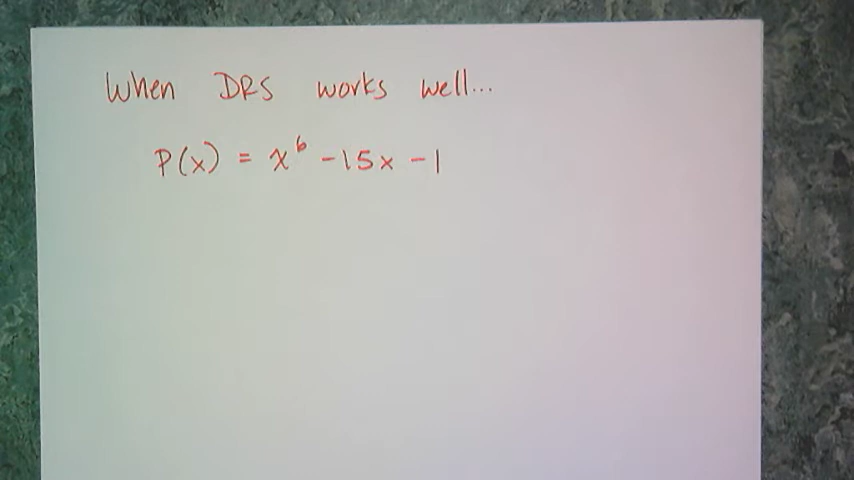 When DRS works well...
P(x) = x⁶ - 15x - 1